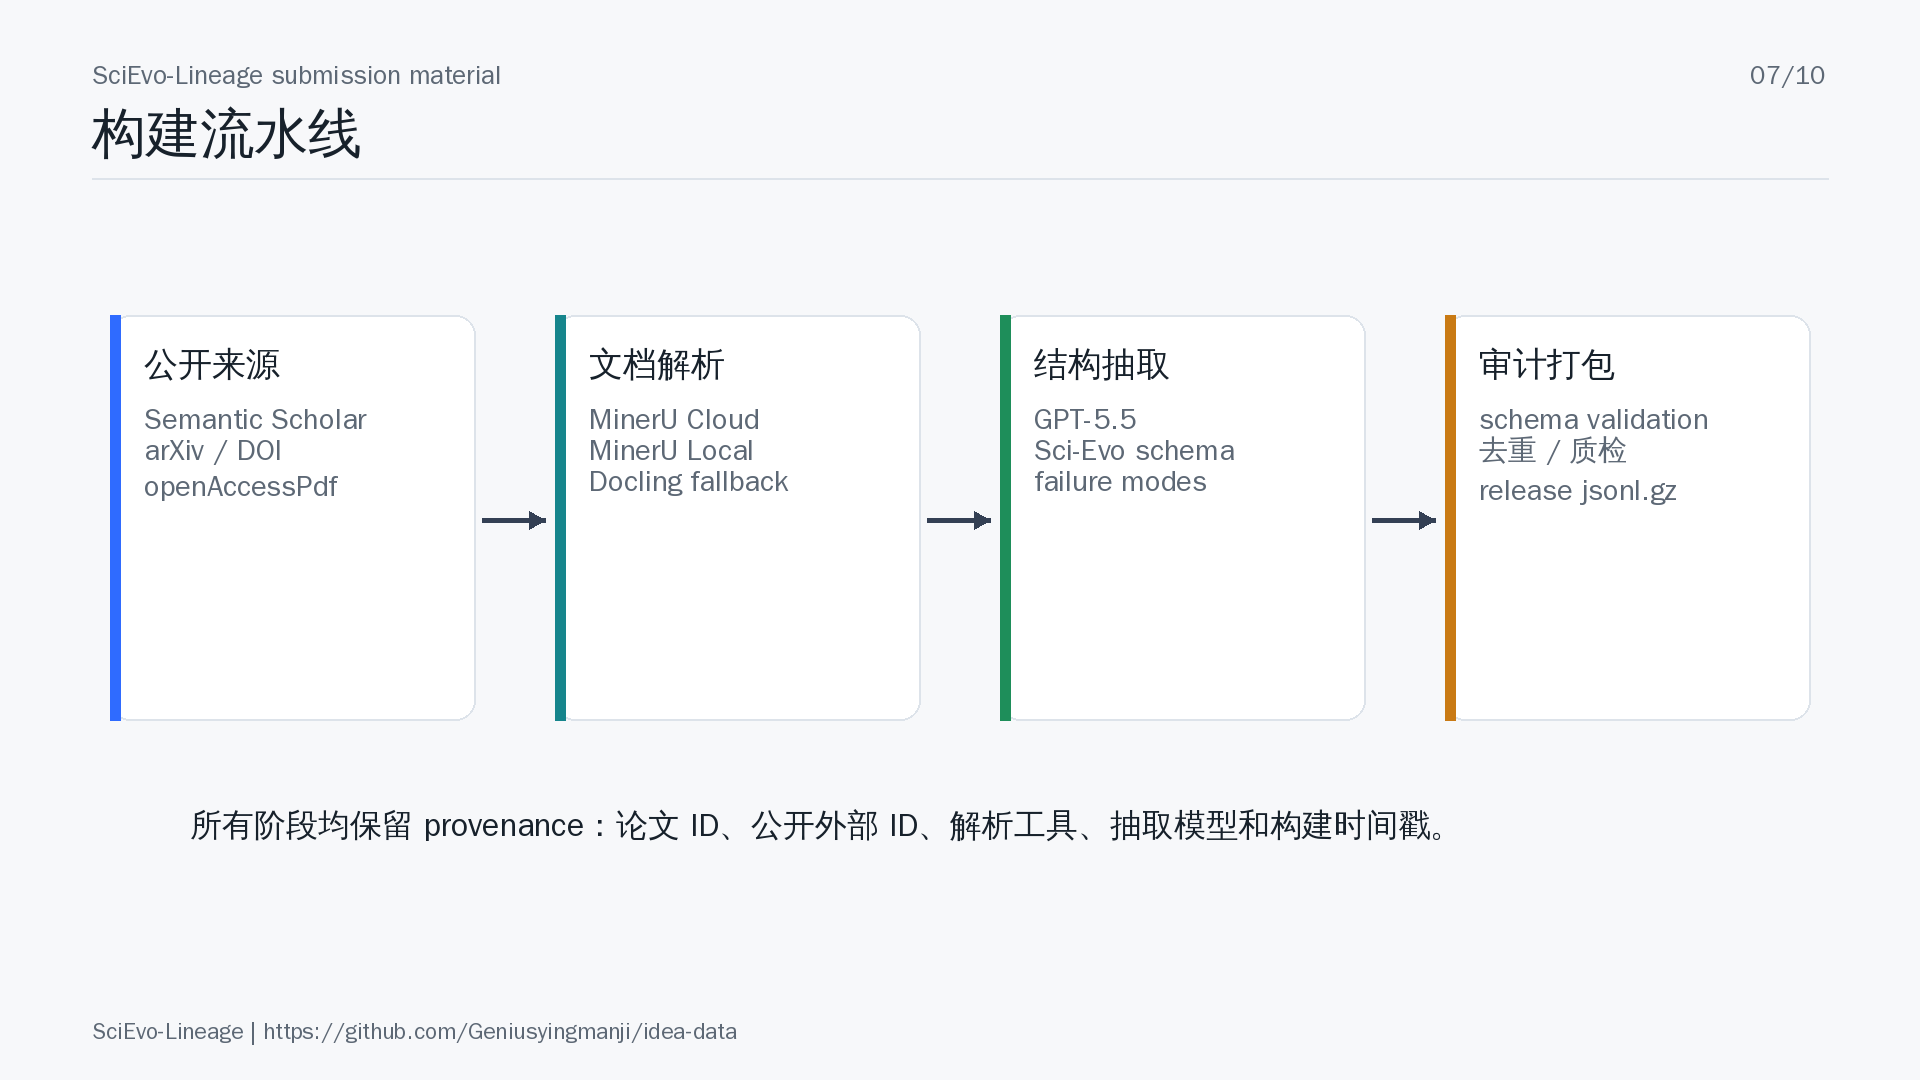 SciEvo-Lineage submission material
07/10
构建流水线
公开来源
Semantic Scholar
arXiv / DOI
openAccessPdf
文档解析
MinerU Cloud
MinerU Local
Docling fallback
结构抽取
GPT-5.5
Sci-Evo schema
failure modes
审计打包
schema validation
去重 / 质检
release jsonl.gz
所有阶段均保留 provenance：论文 ID、公开外部 ID、解析工具、抽取模型和构建时间戳。
SciEvo-Lineage | https://github.com/Geniusyingmanji/idea-data